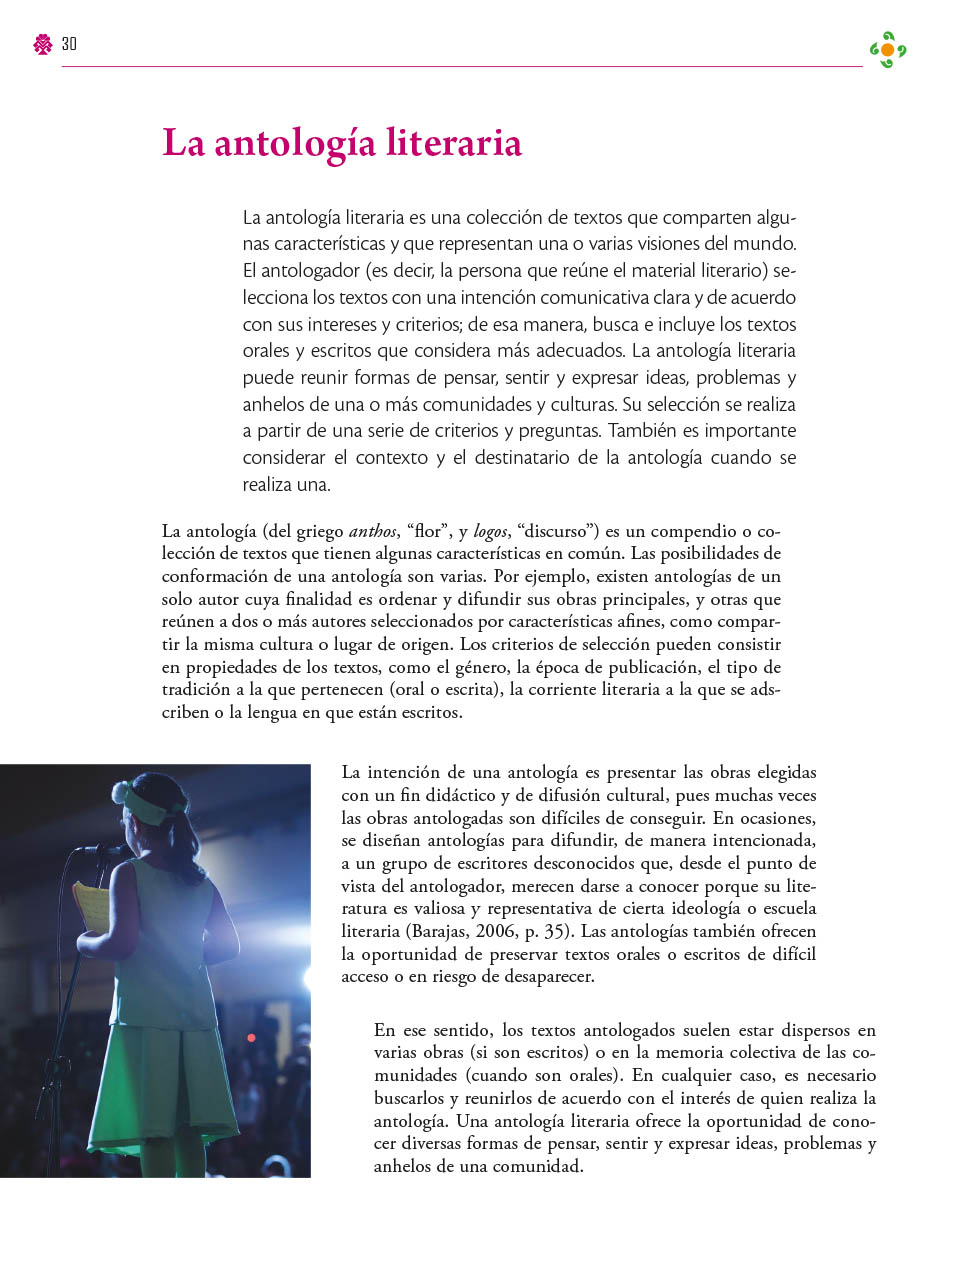 30
La antología literaria
La antología literaria es una colección de textos que comparten algu-
nas características y que representan una o varias visiones del mundo.
El antologador (es decir, la persona que reúne el material literario) se-
lecciona los textos con una intención comunicativa clara y de acuerdo
con sus intereses y criterios; de esa manera, busca e incluye los textos
orales y escritos que considera más adecuados. La antología literaria
puede reunir formas de pensar, sentir y expresar ideas, problemas y
anhelos de una o más comunidades y culturas. Su selección se realiza
a partir de una serie de criterios y preguntas. También es importante
considerar el contexto y el destinatario de la antología cuando se
realiza una.
La antología (del griego anthos, “flor”, y logos, “discurso”) es un compendio o co-
lección de textos que tienen algunas características en común. Las posibilidades de
conformación de una antología son varias. Por ejemplo, existen antologías de un
solo autor cuya finalidad es ordenar y difundir sus obras principales, y otras que
reúnen a dos o más autores seleccionados por características afines, como compar-
tir la misma cultura o lugar de origen. Los criterios de selección pueden consistir
en propiedades de los textos, como el género, la época de publicación, el tipo de
tradición a la que pertenecen (oral o escrita), la corriente literaria a la que se ads-
criben o la lengua en que están escritos.
La intención de una antología es presentar las obras elegidas
con un fin didáctico y de difusión cultural, pues muchas veces
las obras antologadas son difíciles de conseguir. En ocasiones,
se diseñan antologías para difundir, de manera intencionada,
a un grupo de escritores desconocidos que, desde el punto de
vista del antologador, merecen darse a conocer porque su lite-
ratura es valiosa y representativa de cierta ideología o escuela
literaria (Barajas, 2006, p. 35). Las antologías también ofrecen
la oportunidad de preservar textos orales o escritos de difícil
acceso o en riesgo de desaparecer.
En ese sentido, los textos antologados suelen estar dispersos en
varias obras (si son escritos) o en la memoria colectiva de las co-
munidades (cuando son orales). En cualquier caso, es necesario
buscarlos y reunirlos de acuerdo con el interés de quien realiza la
antología. Una antología literaria ofrece la oportunidad de cono-
cer diversas formas de pensar, sentir y expresar ideas, problemas y
anhelos de una comunidad.